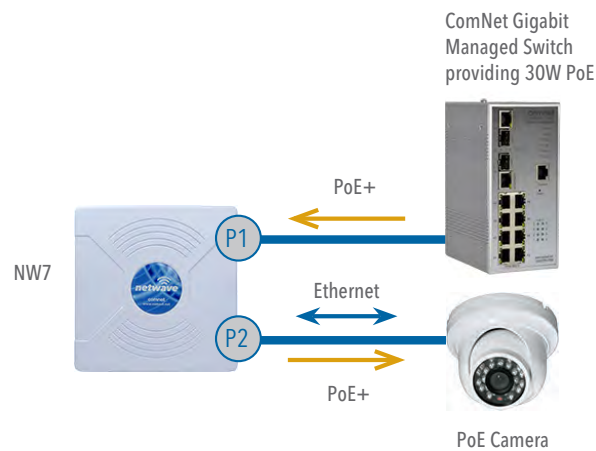 ComNet Gigabit
Managed Switch
providing 30W PoE
PoE+
P1
NW7
netwave
Ethernet
P2
PoE+
PoE Camera